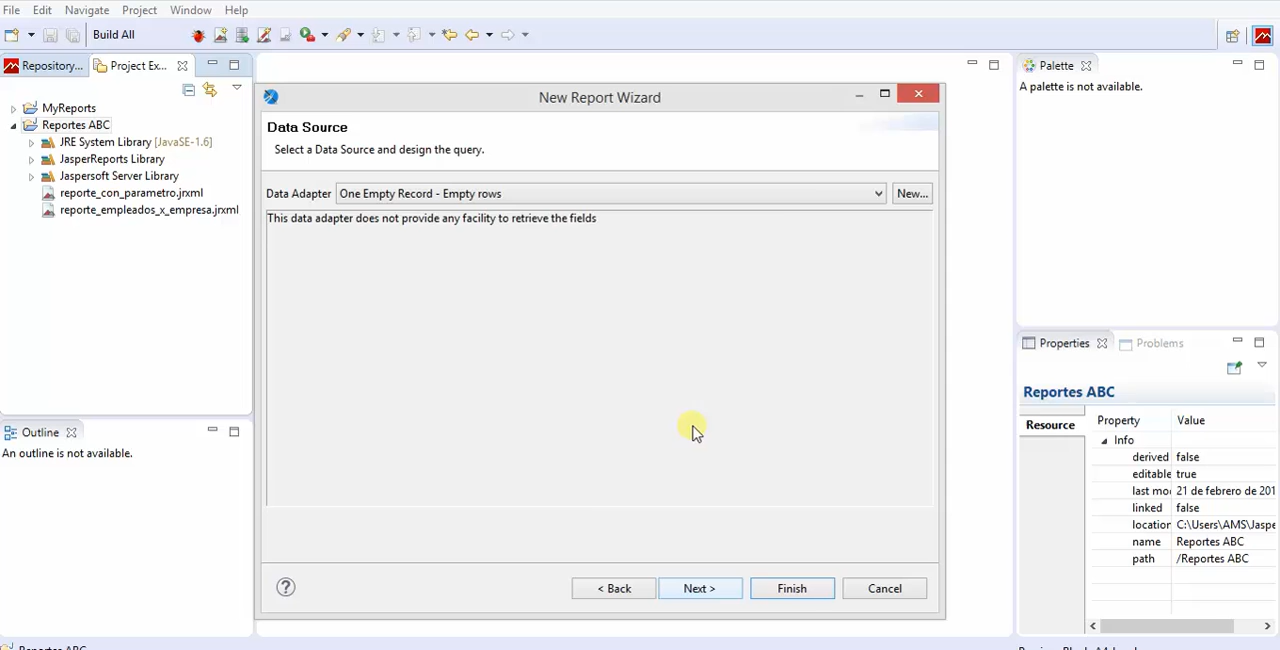 File Edit Navigate Project Window Help
Build All
Repository... Project Ex...
MyReports
Reportes ABC
JRE System Library [JavaSE-1.6]
JasperReports Library
Jaspersoft Server Library
reporte_con_parametro.jrxml
reporte_empleados_x_empresa.jrxml
Outline
An outline is not available.
New Report Wizard
Data Source
Select a Data Source and design the query.
Data Adapter One Empty Record - Empty rows New...
This data adapter does not provide any facility to retrieve the fields
? < Back Next > Finish Cancel
Palette
A palette is not available.
Properties Problems
Reportes ABC
Resource
Property Value
Info
derived false
editable true
last mo 21 de febrero de 201
linked false
location C:\Users\AMS\Jaspe
name Reportes ABC
path /Reportes ABC
Reportes ABC